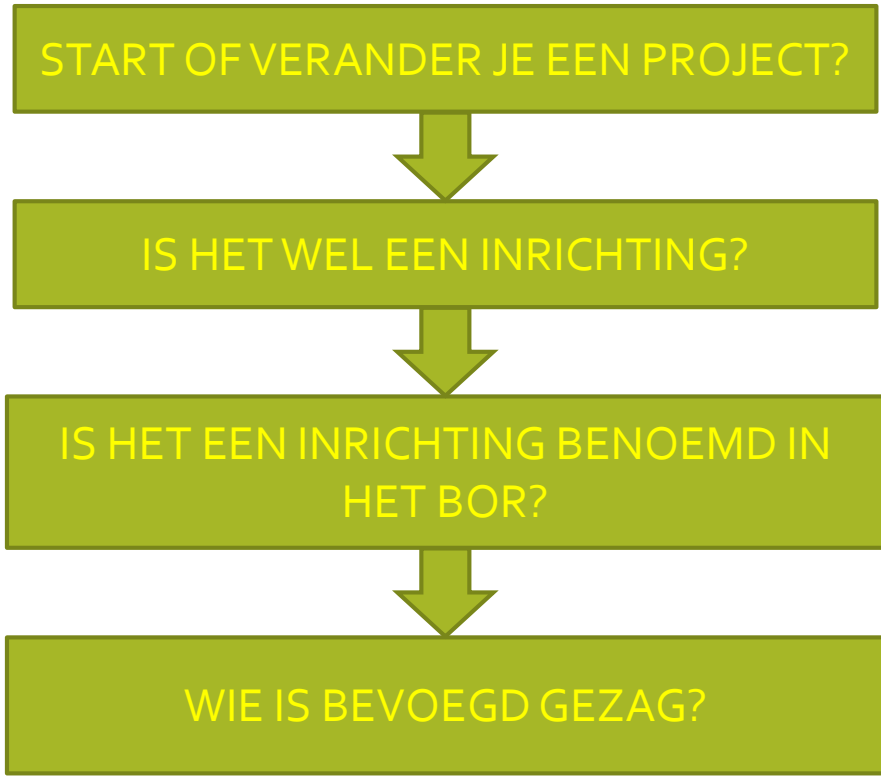 START OF VERANDER JE EEN PROJECT?
IS HET WEL EEN INRICHTING?
IS HET EEN INRICHTING BENOEMD IN
HET BOR?
WIE IS BEVOEGD GEZAG?